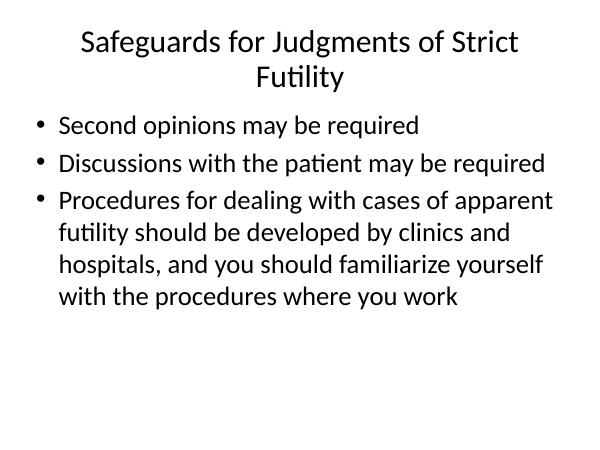 Safeguards for Judgments of Strict
Futility
• Second opinions may be required
• Discussions with the patient may be required
• Procedures for dealing with cases of apparent
futility should be developed by clinics and
hospitals, and you should familiarize yourself
with the procedures where you work